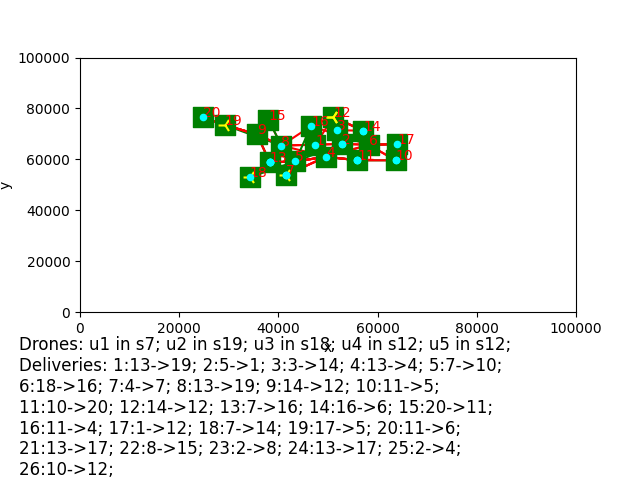 100000
80000
60000
40000
20000
0
y
0 20000 40000 60000 80000 100000
x
Drones: u1 in s7; u2 in s19; u3 in s18; u4 in s12; u5 in s12;
Deliveries: 1:13->19; 2:5->1; 3:3->14; 4:13->4; 5:7->10;
6:18->16; 7:4->7; 8:13->19; 9:14->12; 10:11->5;
11:10->20; 12:14->12; 13:7->16; 14:16->6; 15:20->11;
16:11->4; 17:1->12; 18:7->14; 19:17->5; 20:11->6;
21:13->17; 22:8->15; 23:2->8; 24:13->17; 25:2->4;
26:10->12;